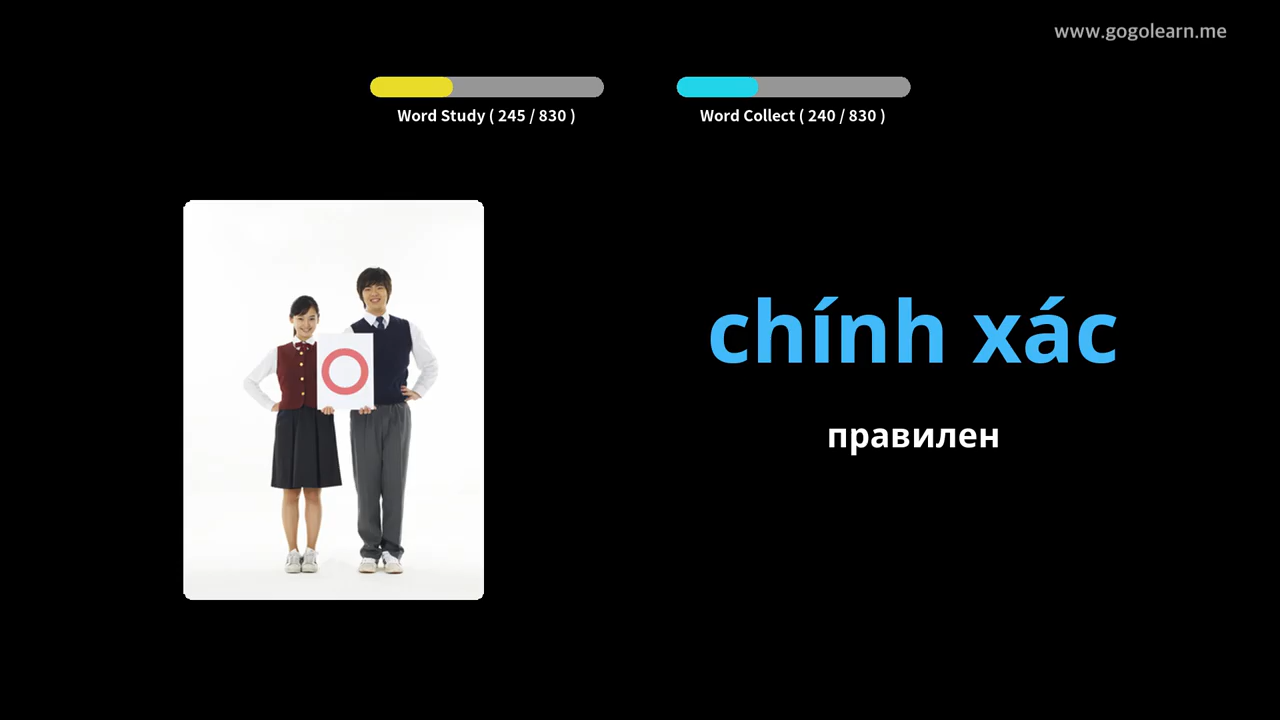 www.gogolearn.me
Word Study ( 245 / 830 )
Word Collect ( 240 / 830 )
chính xác
правилен